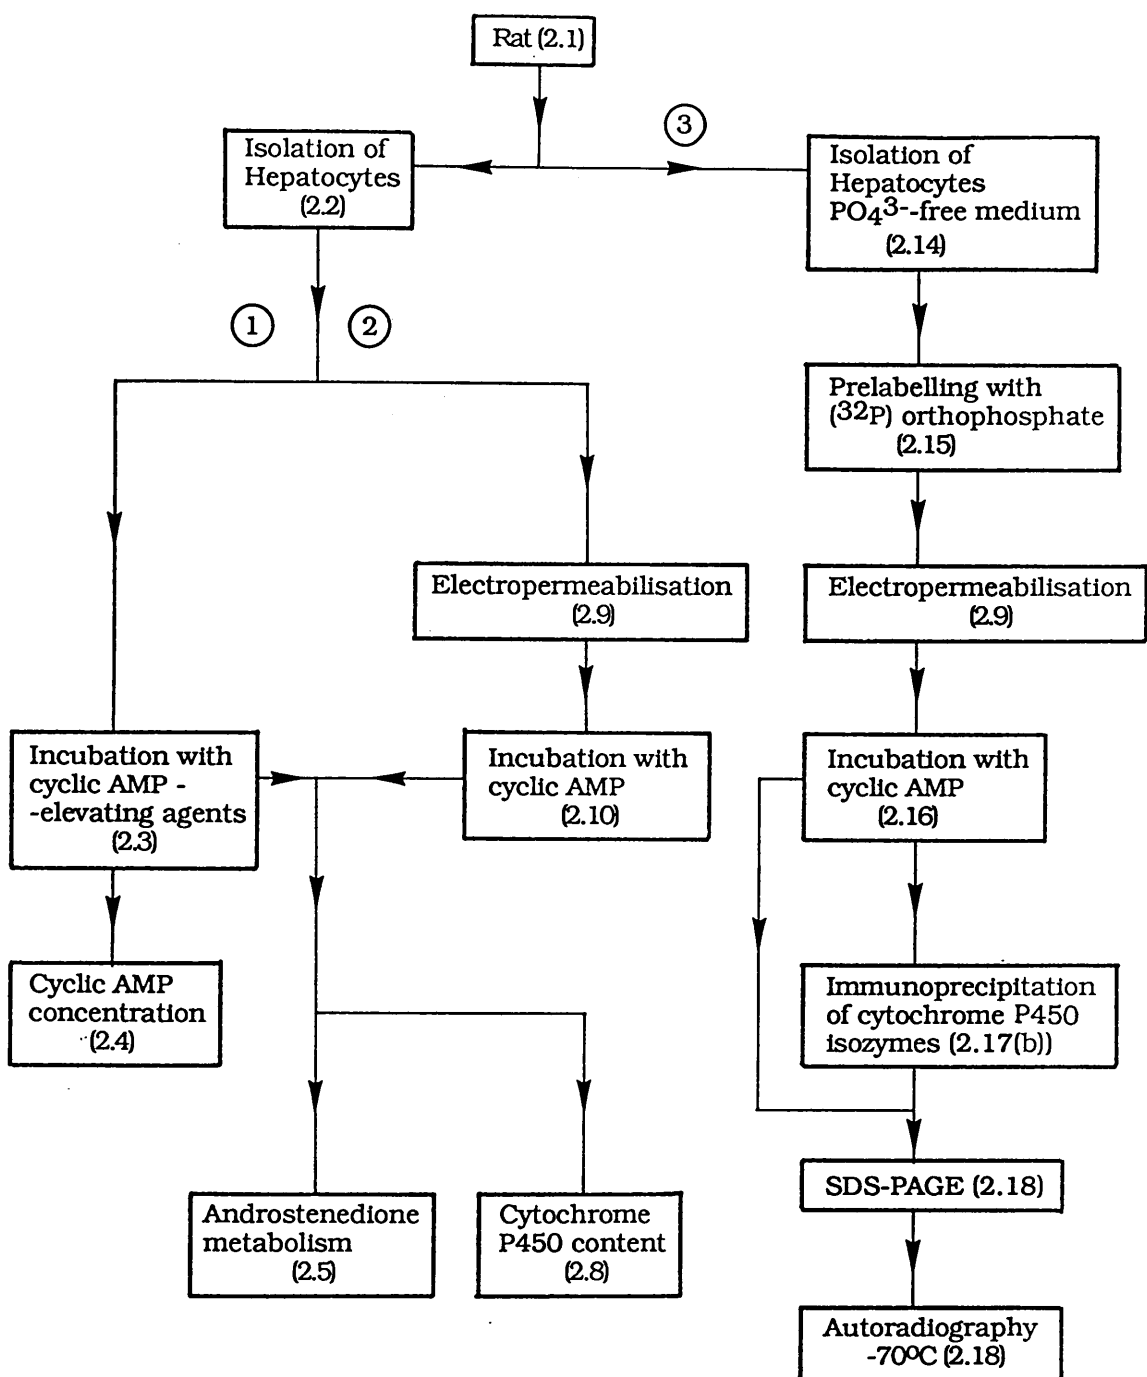 Rat (2.1)
3
Isolation of
Hepatocytes
(2.2)
Isolation of
Hepatocytes
PO43--free medium
(2.14)
1
2
Prelabelling with
(32P) orthophosphate
(2.15)
Electropermeabilisation
(2.9)
Electropermeabilisation
(2.9)
Incubation with
cyclic AMP -
-elevating agents
(2.3)
Incubation with
cyclic AMP
(2.10)
Incubation with
cyclic AMP
(2.16)
Cyclic AMP
concentration
(2.4)
Immunoprecipitation
of cytochrome P450
isozymes (2.17(b))
SDS-PAGE (2.18)
Androstenedione
metabolism
(2.5)
Cytochrome
P450 content
(2.8)
Autoradiography
-70ºC (2.18)